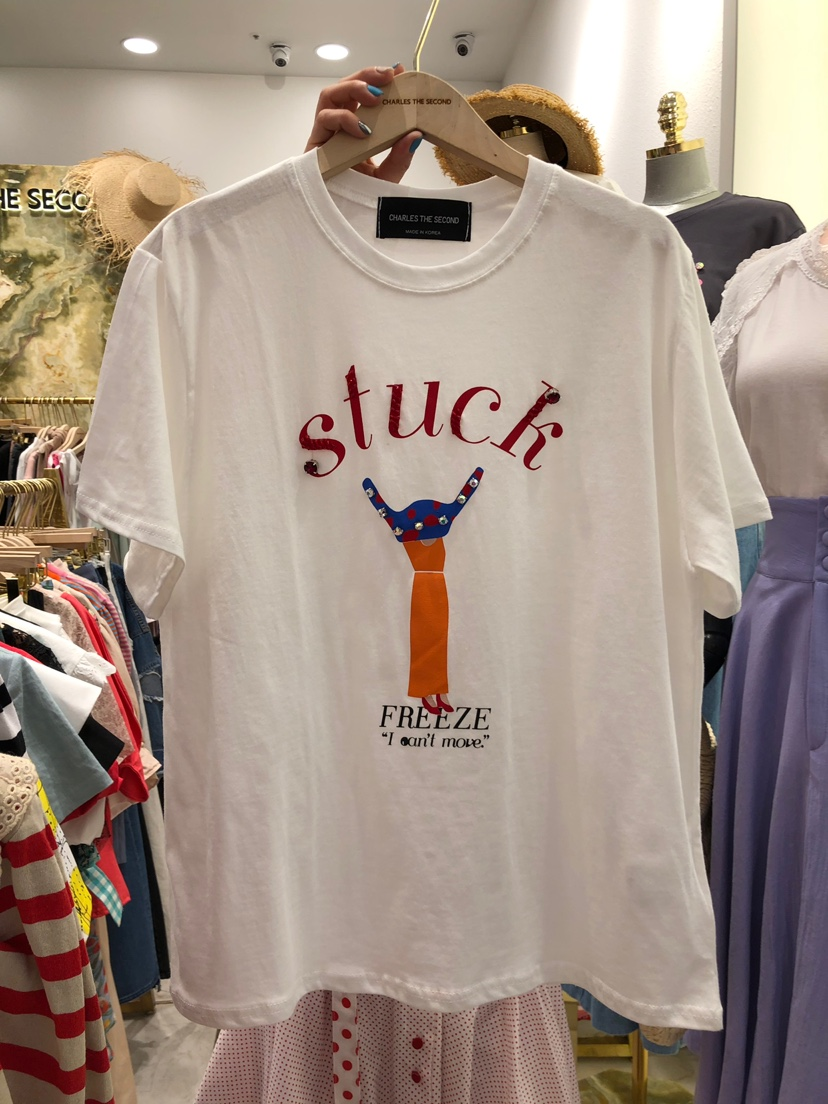 CHARLES THE SECOND
HE SECO
CHARLES THE SECOND
MADE IN KOREA
stuck
FREEZE
“I can't move.”